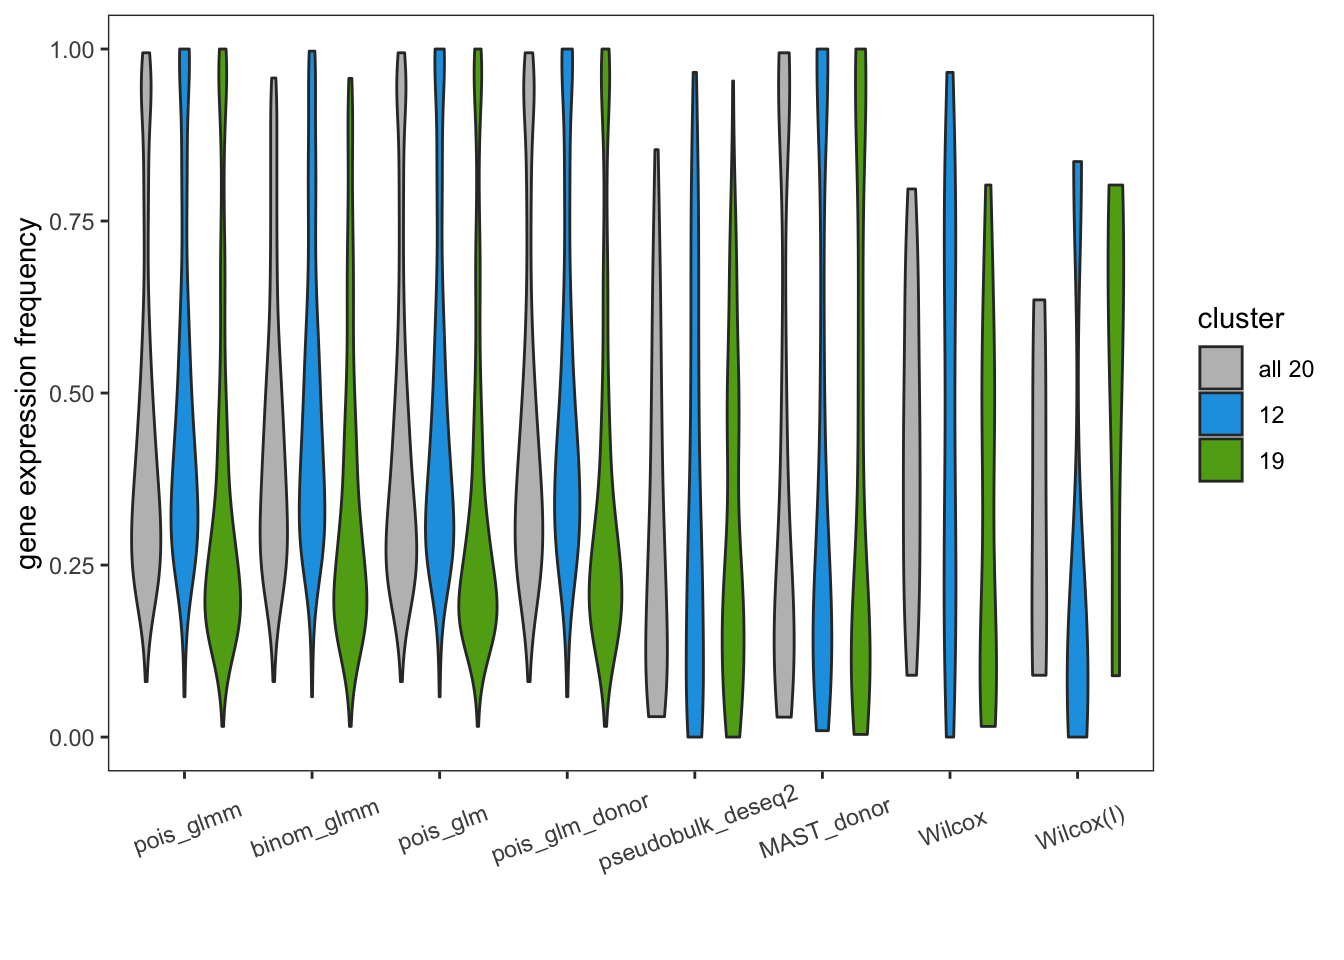 1.00
0.75
0.50
0.25
0.00
gene expression frequency
pois_glmm
binom_glmm
pois_glm
pois_glm_donor
pseudobulk_deseq2
MAST_donor
Wilcox
Wilcox(l)
cluster
all 20
12
19